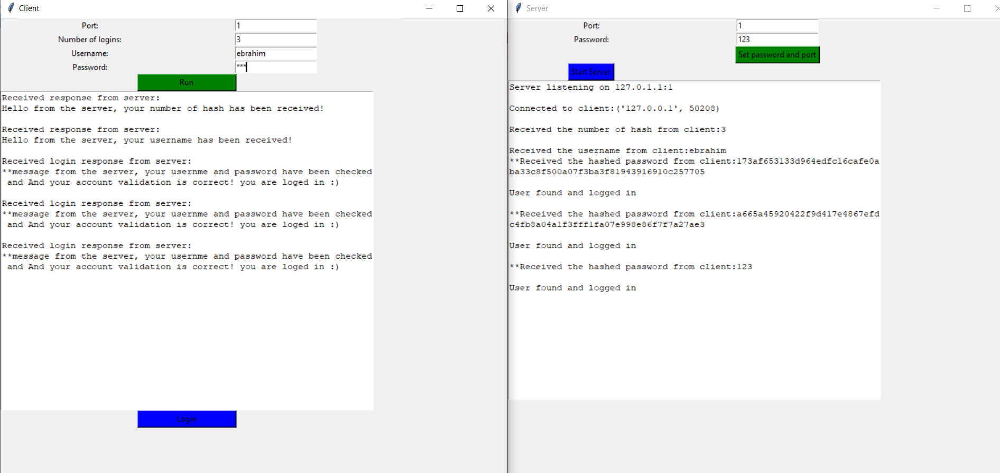 Client
Port:
1
Number of logins:
3
Username:
ebrahim
Password:
***
Run
Received response from server:
Hello from the server, your number of hash has been received!
Received response from server:
Hello from the server, your username has been received!
Received login response from server:
**message from the server, your usernme and password have been checked
and And your account validation is correct! you are loged in :)
Received login response from server:
**message from the server, your usernme and password have been checked
and And your account validation is correct! you are loged in :)
Received login response from server:
**message from the server, your usernme and password have been checked
and And your account validation is correct! you are loged in :)
Login
Server
Port:
1
Password:
123
Set password and port
Start Server
Server listening on 127.0.1.1:1
Connected to client:('127.0.0.1', 50208)
Received the number of hash from client:3
Received the username from client:ebrahim
**Received the hashed password from client:173af653133d964edfc16cafe0a
ba33c8f500a07f3ba3f81943916910c257705
User found and logged in
**Received the hashed password from client:a665a45920422f9d417e4867efd
c4fb8a04a1f3fff1fa07e998e86f7f7a27ae3
User found and logged in
**Received the hashed password from client:123
User found and logged in